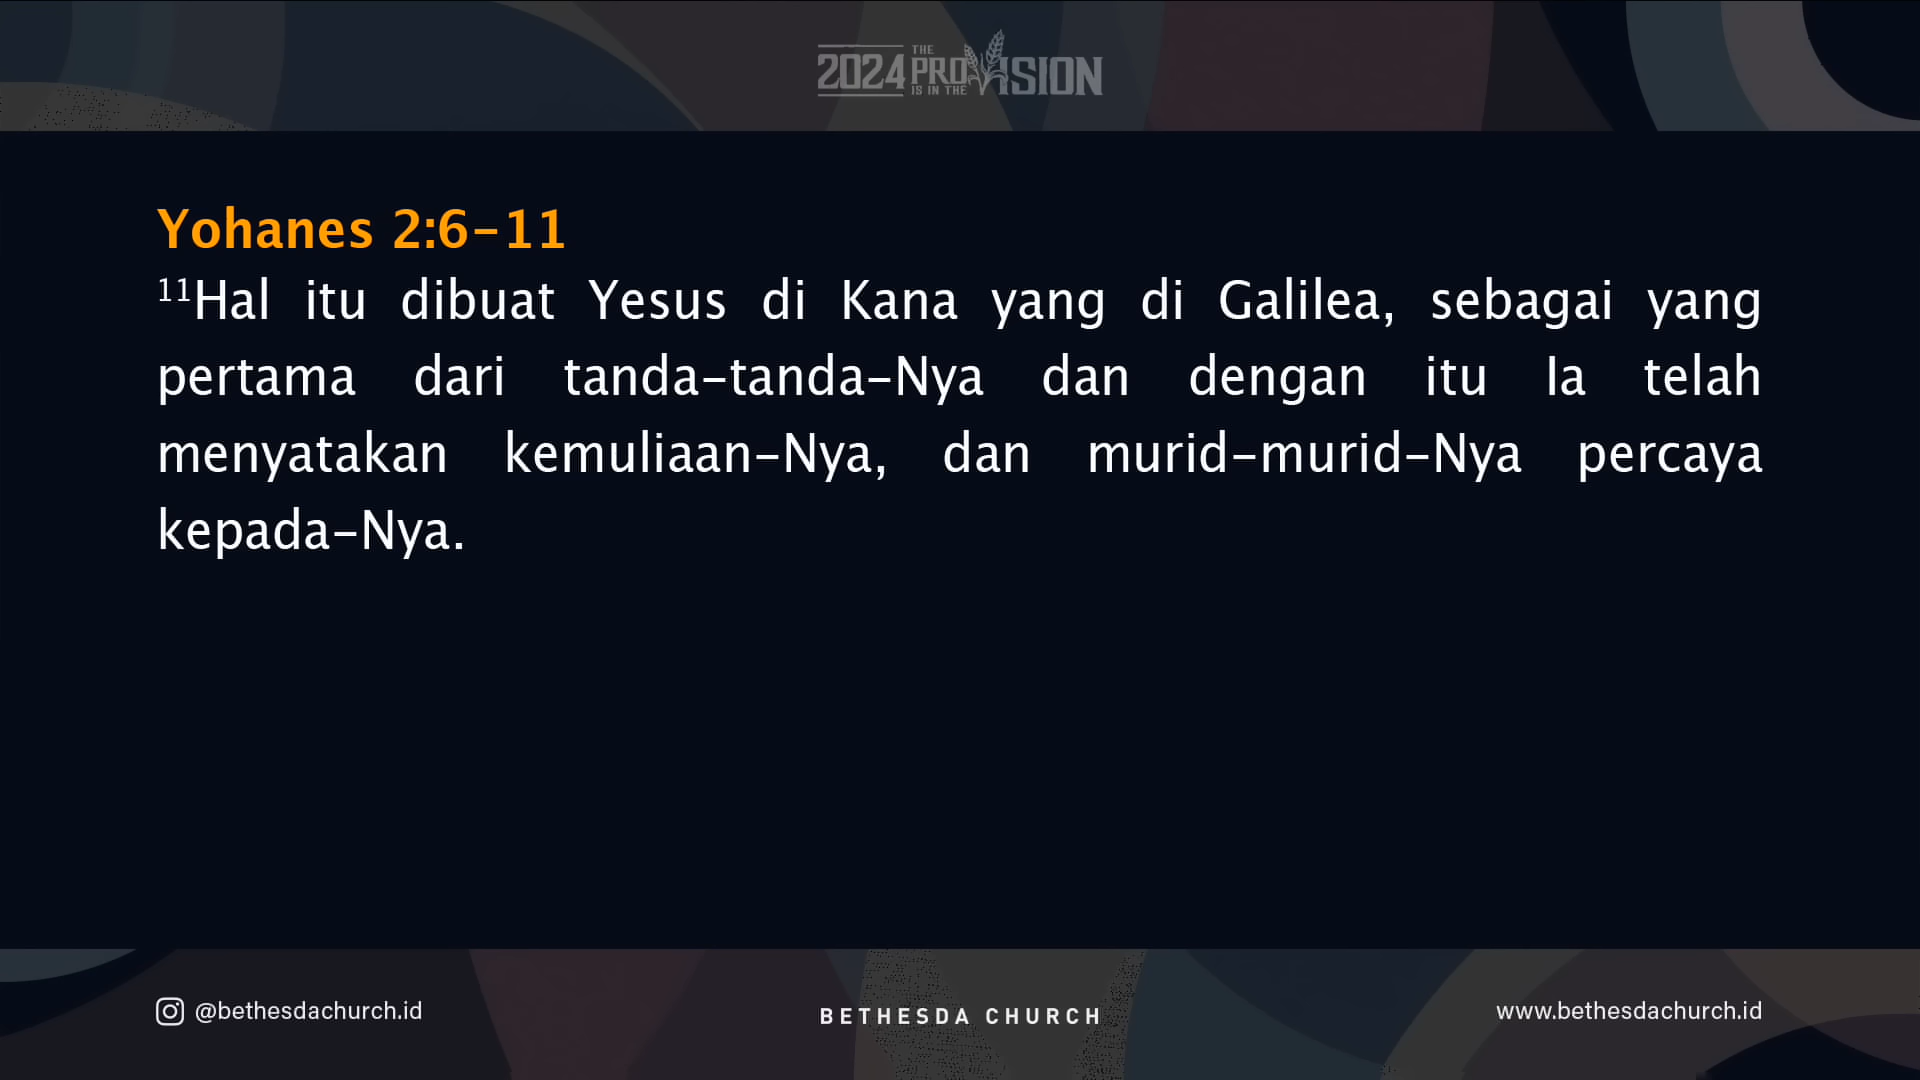 2024 THE PROVISION IS IN THE
Yohanes 2:6-11
¹¹Hal itu dibuat Yesus di Kana yang di Galilea, sebagai yang
pertama dari tanda-tanda-Nya dan dengan itu Ia telah
menyatakan kemuliaan-Nya, dan murid-murid-Nya percaya
kepada-Nya.
@bethesdachurch.id
BETHESDA CHURCH
www.bethesdachurch.id